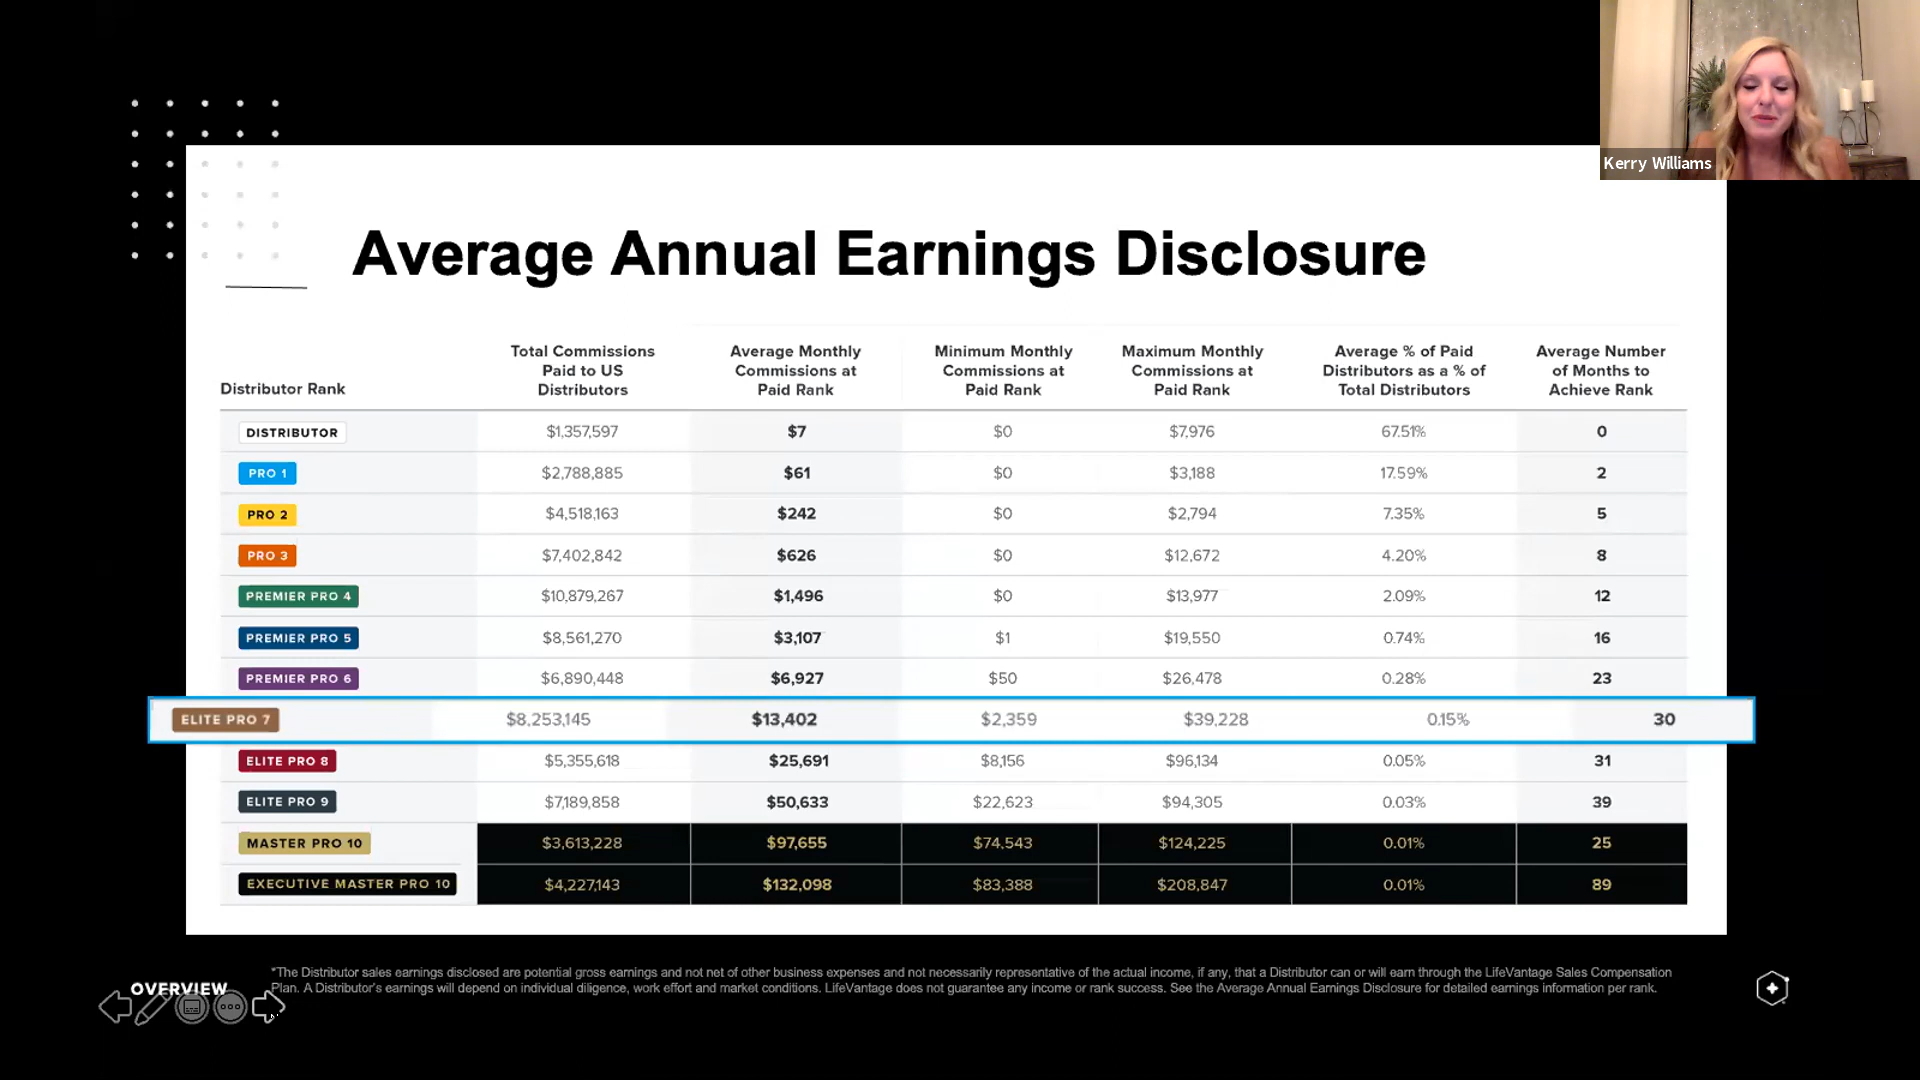 Kerry Williams
Average Annual Earnings Disclosure
Distributor Rank
Total Commissions
Paid to US
Distributors
Average Monthly
Commissions at
Paid Rank
Minimum Monthly
Commissions at
Paid Rank
Maximum Monthly
Commissions at
Paid Rank
Average % of Paid
Distributors as a % of
Total Distributors
Average Number
of Months to
Achieve Rank
DISTRIBUTOR $1,357,597 $7 $0 $7,976 67.51% 0
PRO 1 $2,788,885 $61 $0 $3,188 17.59% 2
PRO 2 $4,518,163 $242 $0 $2,794 7.35% 5
PRO 3 $7,402,842 $626 $0 $12,672 4.20% 8
PREMIER PRO 4 $10,879,267 $1,496 $0 $13,977 2.09% 12
PREMIER PRO 5 $8,561,270 $3,107 $1 $19,550 0.74% 16
PREMIER PRO 6 $6,890,448 $6,927 $50 $26,478 0.28% 23
ELITE PRO 7 $8,253,145 $13,402 $2,359 $39,228 0.15% 30
ELITE PRO 8 $5,355,618 $25,691 $8,156 $96,134 0.05% 31
ELITE PRO 9 $7,189,858 $50,633 $22,623 $94,305 0.03% 39
MASTER PRO 10 $3,613,228 $97,655 $74,543 $124,225 0.01% 25
EXECUTIVE MASTER PRO 10 $4,227,143 $132,098 $83,388 $208,847 0.01% 89
OVERVIEW
*The Distributor sales earnings disclosed are potential gross earnings and not net of other business expenses and not necessarily representative of the actual income, if any, that a Distributor can or will earn through the LifeVantage Sales Compensation
Plan. A Distributor's earnings will depend on individual diligence, work effort and market conditions. LifeVantage does not guarantee any income or rank success. See the Average Annual Earnings Disclosure for detailed earnings information per rank.